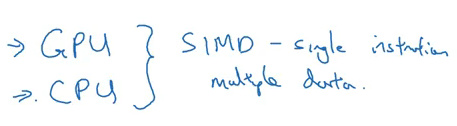 → GPU } SIMD - single instruction
→. CPU } multiple data.